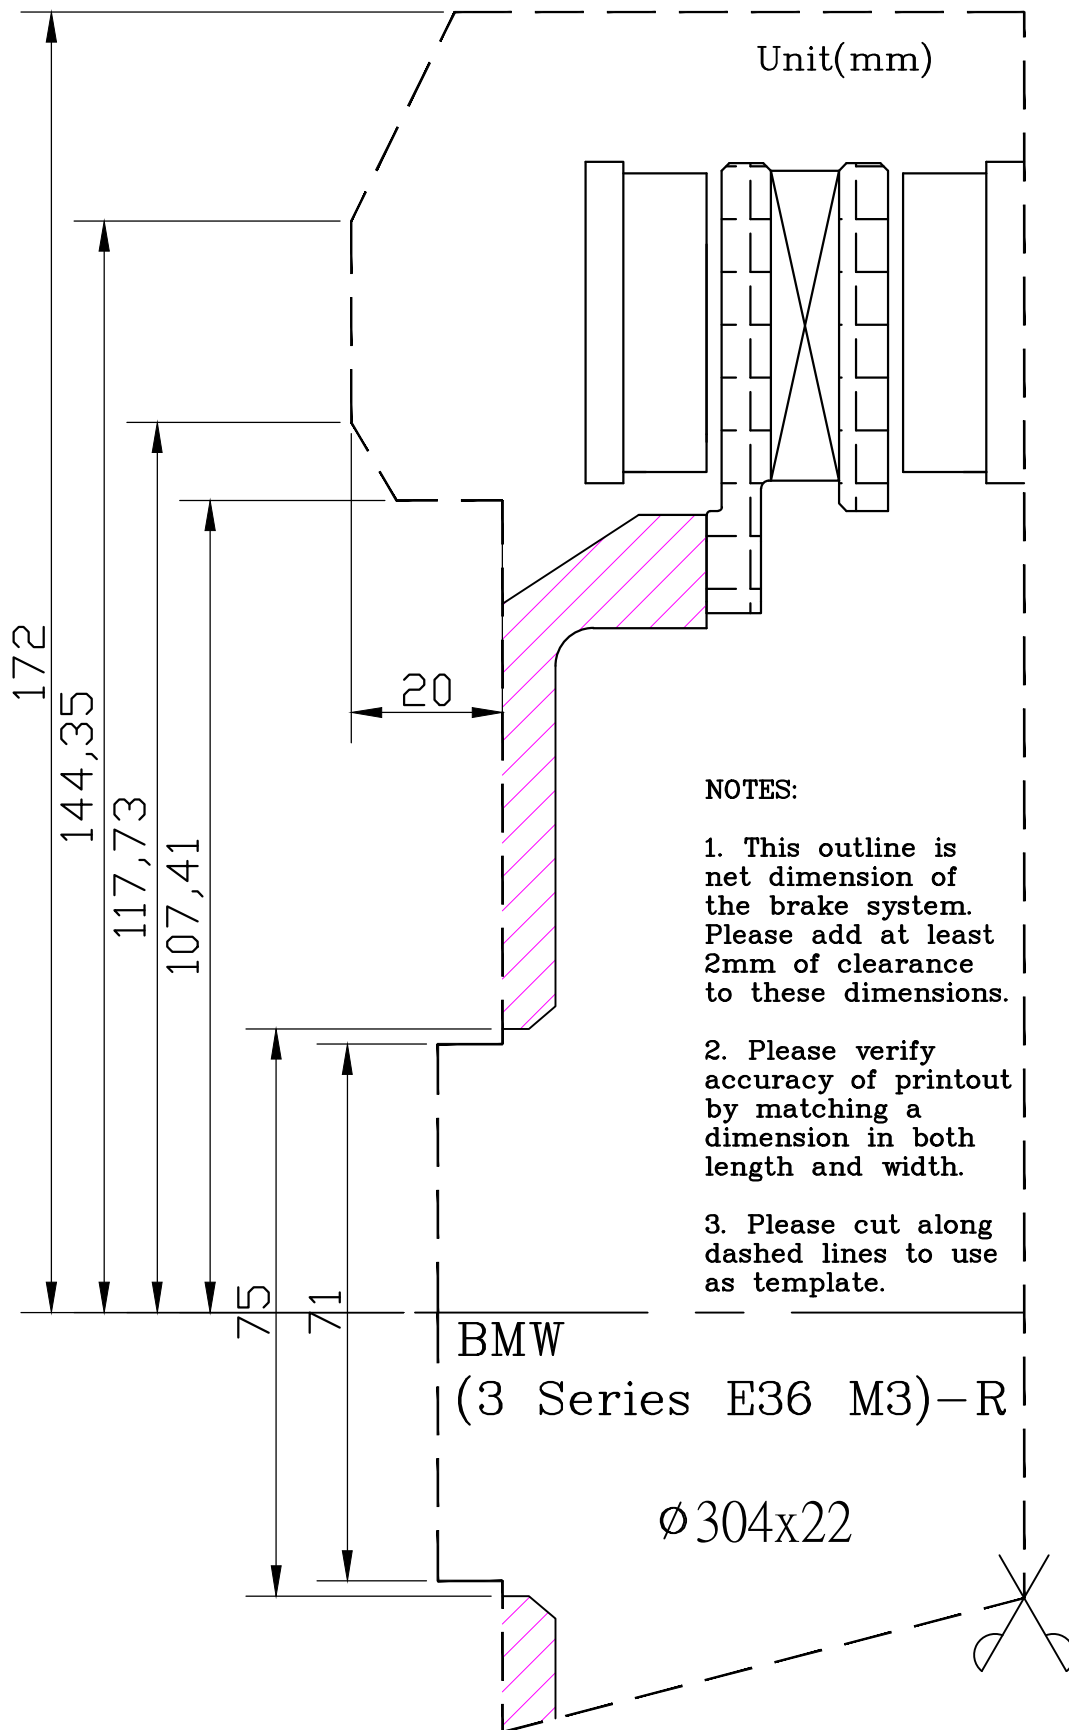 Unit(mm)
172
144,35
117,73
107,41
20
NOTES:
1. This outline is
net dimension of
the brake system.
Please add at least
2mm of clearance
to these dimensions.
2. Please verify
accuracy of printout
by matching a
dimension in both
length and width.
3. Please cut along
dashed lines to use
as template.
75
71
BMW
(3 Series E36 M3)-R
ϕ304x22